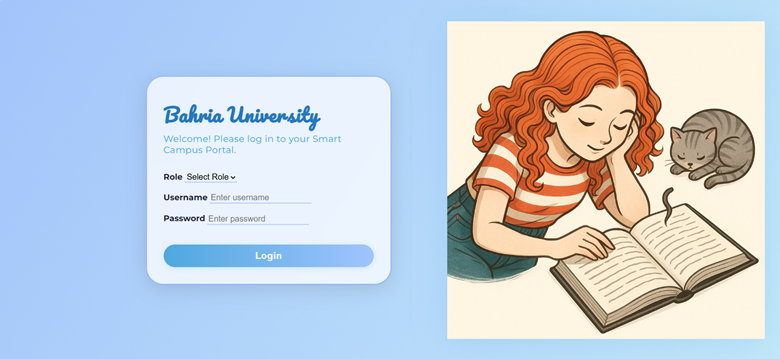 Bahria University
Welcome! Please log in to your Smart
Campus Portal.
Role Select Role
Username Enter username
Password Enter password
Login